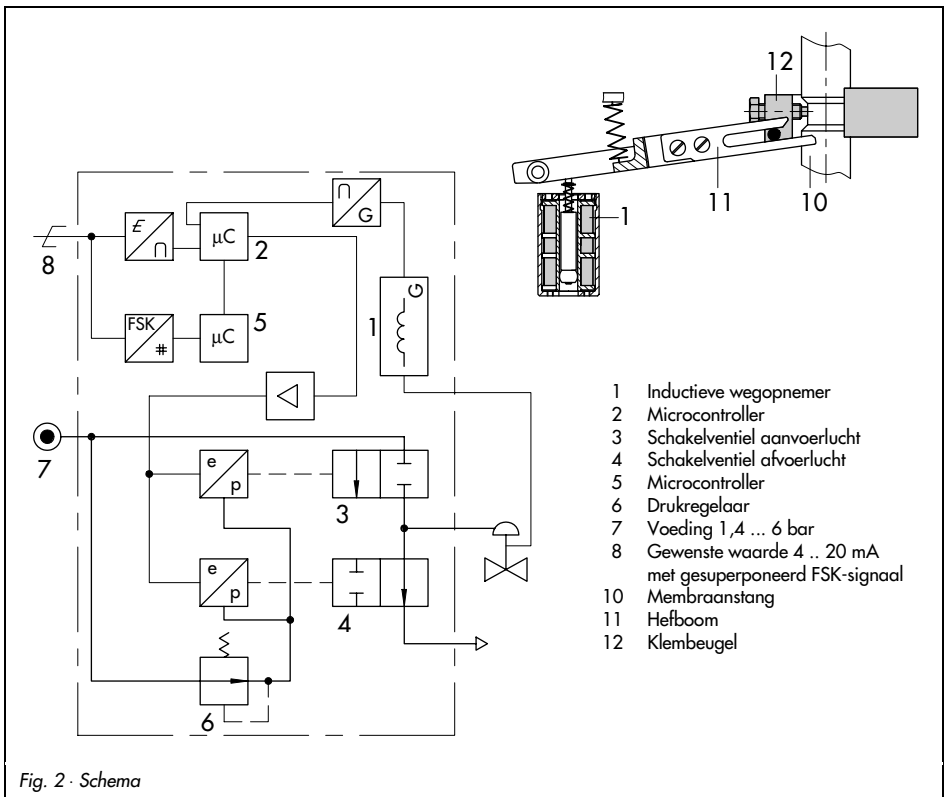 12
1
11
10
∩
G
E
∩
µC
2
8
FSK
#
µC
5
1
G
7
e
p
3
e
p
4
6
1 Inductieve wegopnemer
2 Microcontroller
3 Schakelventiel aanvoerlucht
4 Schakelventiel afvoerlucht
5 Microcontroller
6 Drukregelaar
7 Voeding 1,4 ... 6 bar
8 Gewenste waarde 4 .. 20 mA
met gesuperponeerd FSK-signaal
10 Membraanstang
11 Hefboom
12 Klembeugel
Fig. 2 · Schema